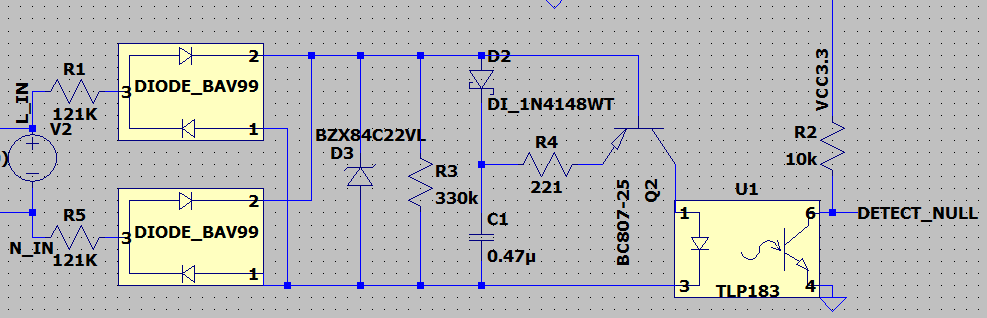 L_IN
R1
121K
V2
)
3
DIODE_BAV99
2
1
R5
N_IN
121K
3
DIODE_BAV99
2
1
BZX84C22VL
D3
R3
330k
D2
DI_1N4148WT
R4
221
C1
0.47µ
BC807-25
Q2
VCC3.3
R2
10k
U1
1
6
DETECT_NULL
3
4
TLP183